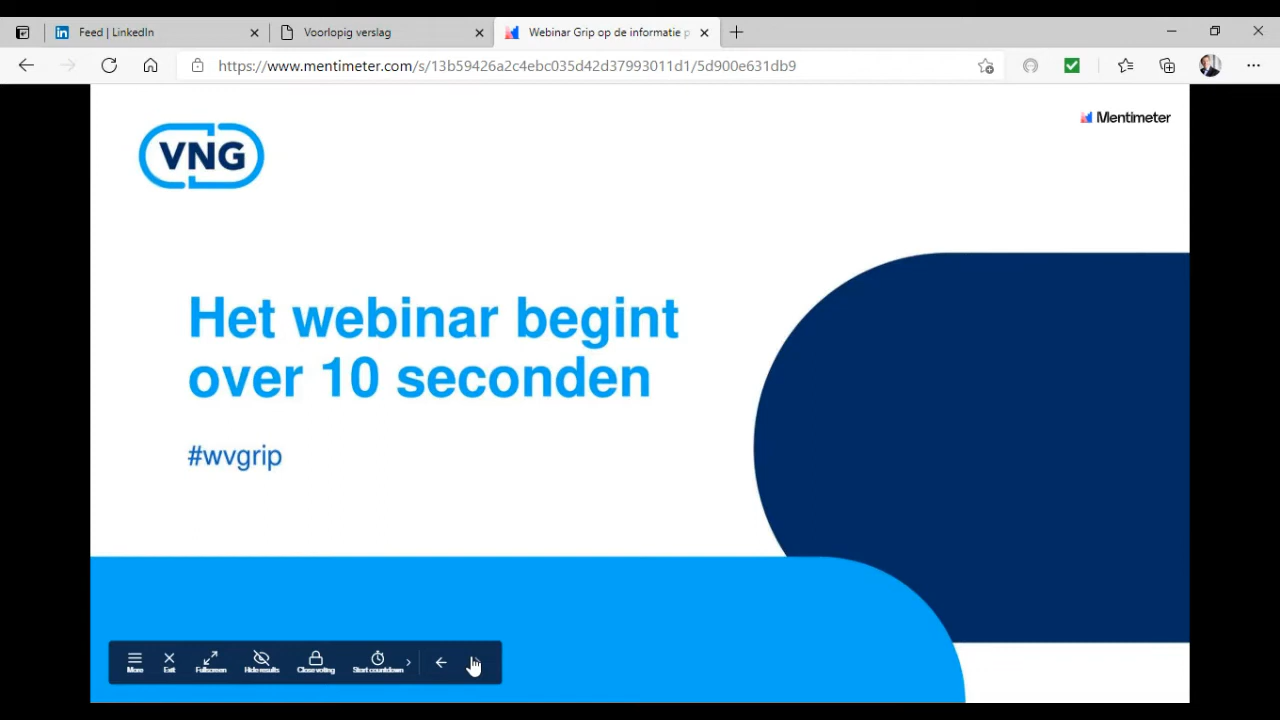 Feed | LinkedIn
Voorlopig verslag
Webinar Grip op de informatie p
https://www.mentimeter.com/s/13b59426a2c4ebc035d42d37993011d1/5d900e631db9
VNG
Mentimeter
Het webinar begint
over 10 seconden
#wvgrip
More
Exit
Fullscreen
Hide results
Close voting
Start countdown